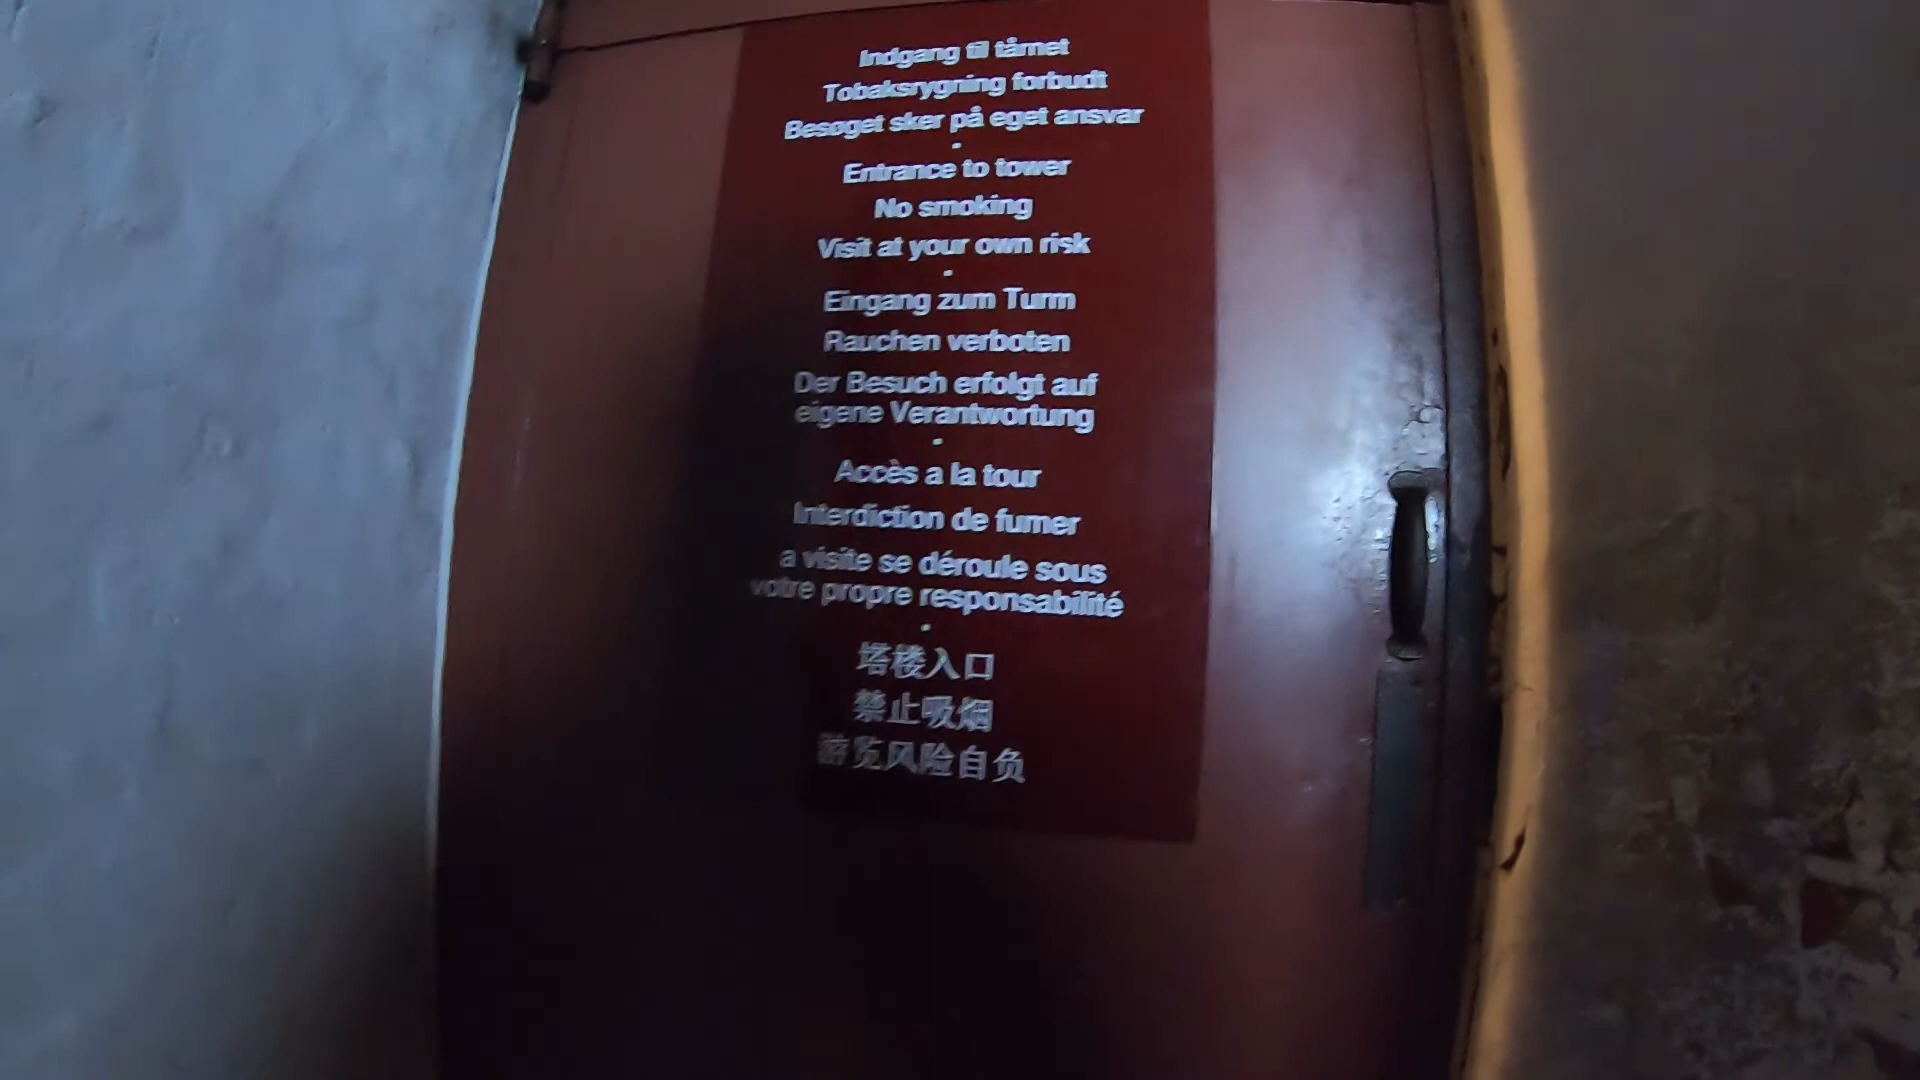 Indgang til tårnet
Tobaksrygning forbudt
Besøget sker på eget ansvar
Entrance to tower
No smoking
Visit at your own risk
Eingang zum Turm
Rauchen verboten
Der Besuch erfolgt auf
eigene Verantwortung
Accès a la tour
Interdiction de fumer
a visite se déroule sous
votre propre responsabilité
塔楼入口
禁止吸烟
游览风险自负